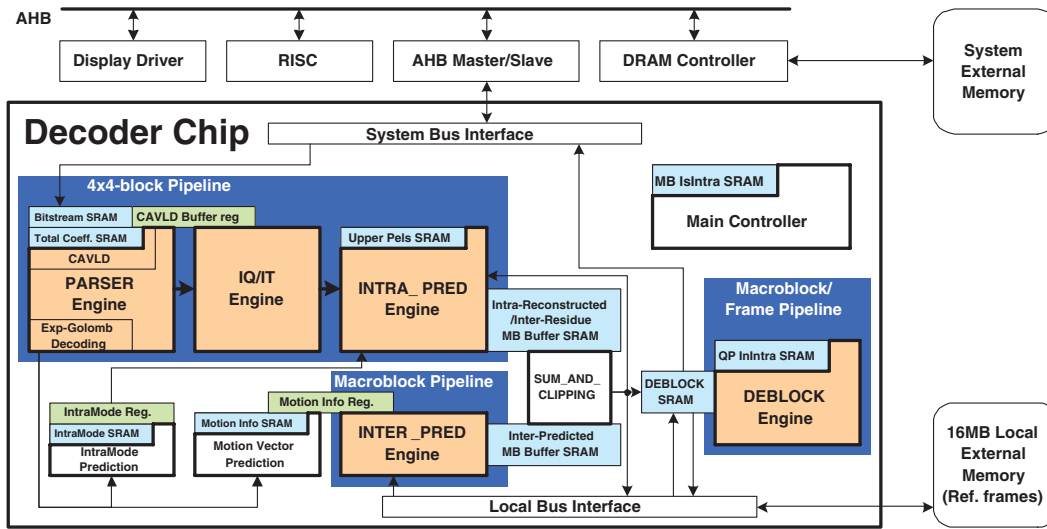 AHB
Display Driver
RISC
AHB Master/Slave
DRAM Controller
System
External
Memory
Decoder Chip
System Bus Interface
4x4-block Pipeline
Bitstream SRAM
CAVLD Buffer reg
Total Coeff. SRAM
CAVLD
PARSER
Engine
Exp-Golomb
Decoding
IQ/IT
Engine
Upper Pels SRAM
INTRA_ PRED
Engine
Intra-Reconstructed
/Inter-Residue
MB Buffer SRAM
MB IsIntra SRAM
Main Controller
Macroblock/
Frame Pipeline
QP InIntra SRAM
DEBLOCK
Engine
DEBLOCK
SRAM
SUM_AND_
CLIPPING
Macroblock Pipeline
Motion Info Reg.
Motion Info SRAM
Motion Vector
Prediction
IntraMode Reg.
IntraMode SRAM
IntraMode
Prediction
INTER _PRED
Engine
Inter-Predicted
MB Buffer SRAM
Local Bus Interface
16MB Local
External
Memory
(Ref. frames)